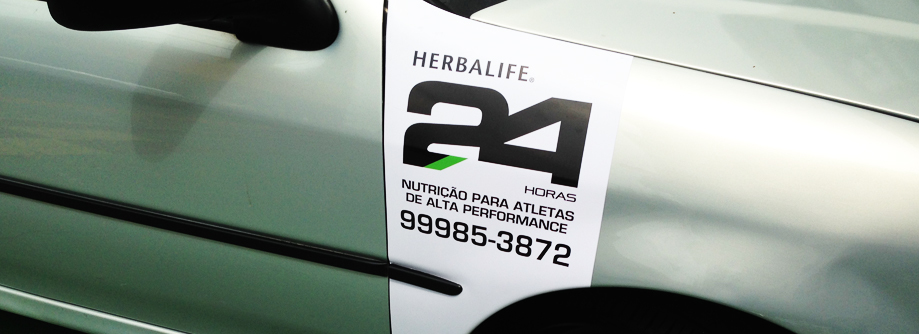 HERBALIFE®
24
HORAS
NUTRIÇÃO PARA ATLETAS
DE ALTA PERFORMANCE
99985-3872